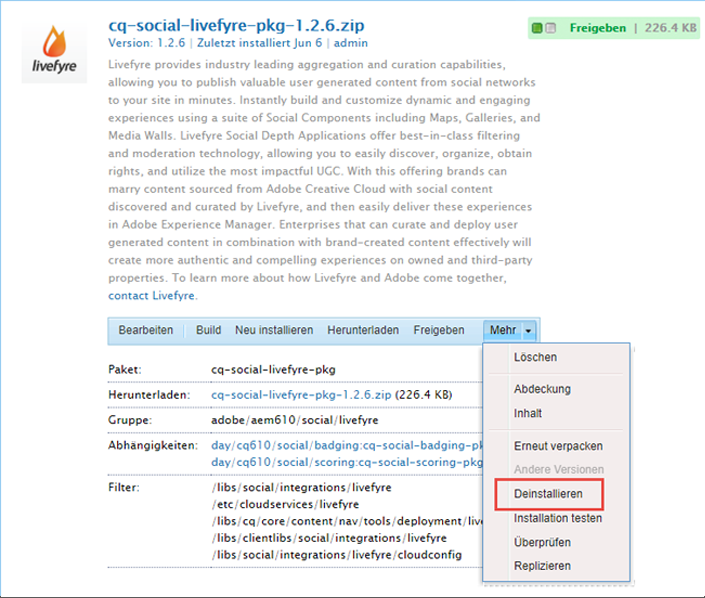 cq-social-livefyre-pkg-1.2.6.zip
Version: 1.2.6 | Zuletzt installiert Jun 6 | admin
Freigeben | 226.4 KB
livefyre
Livefyre provides industry leading aggregation and curation capabilities,
allowing you to publish valuable user generated content from social networks
to your site in minutes. Instantly build and customize dynamic and engaging
experiences using a suite of Social Components including Maps, Galleries, and
Media Walls. Livefyre Social Depth Applications offer best-in-class filtering
and moderation technology, allowing you to easily discover, organize, obtain
rights, and utilize the most impactful UGC. With this offering brands can
marry content sourced from Adobe Creative Cloud with social content
discovered and curated by Livefyre, and then easily deliver these experiences
in Adobe Experience Manager. Enterprises that can curate and deploy user
generated content in combination with brand-created content effectively will
create more authentic and compelling experiences on owned and third-party
properties. To learn more about how Livefyre and Adobe come together,
contact Livefyre.
Bearbeiten Build Neu installieren Herunterladen Freigeben Mehr
Paket: cq-social-livefyre-pkg
Herunterladen: cq-social-livefyre-pkg-1.2.6.zip (226.4 KB)
Gruppe: adobe/aem610/social/livefyre
Abhängigkeiten: day/cq610/social/badging:cq-social-badging-pk
day/cq610/social/scoring:cq-social-scoring-pkg
Filter: /libs/social/integrations/livefyre
/etc/cloudservices/livefyre
/libs/cq/core/content/nav/tools/deployment/live
/libs/clientlibs/social/integrations/livefyre
/libs/social/integrations/livefyre/cloudconfig
Löschen
Abdeckung
Inhalt
Erneut verpacken
Andere Versionen
Deinstallieren
Installation testen
Überprüfen
Replizieren